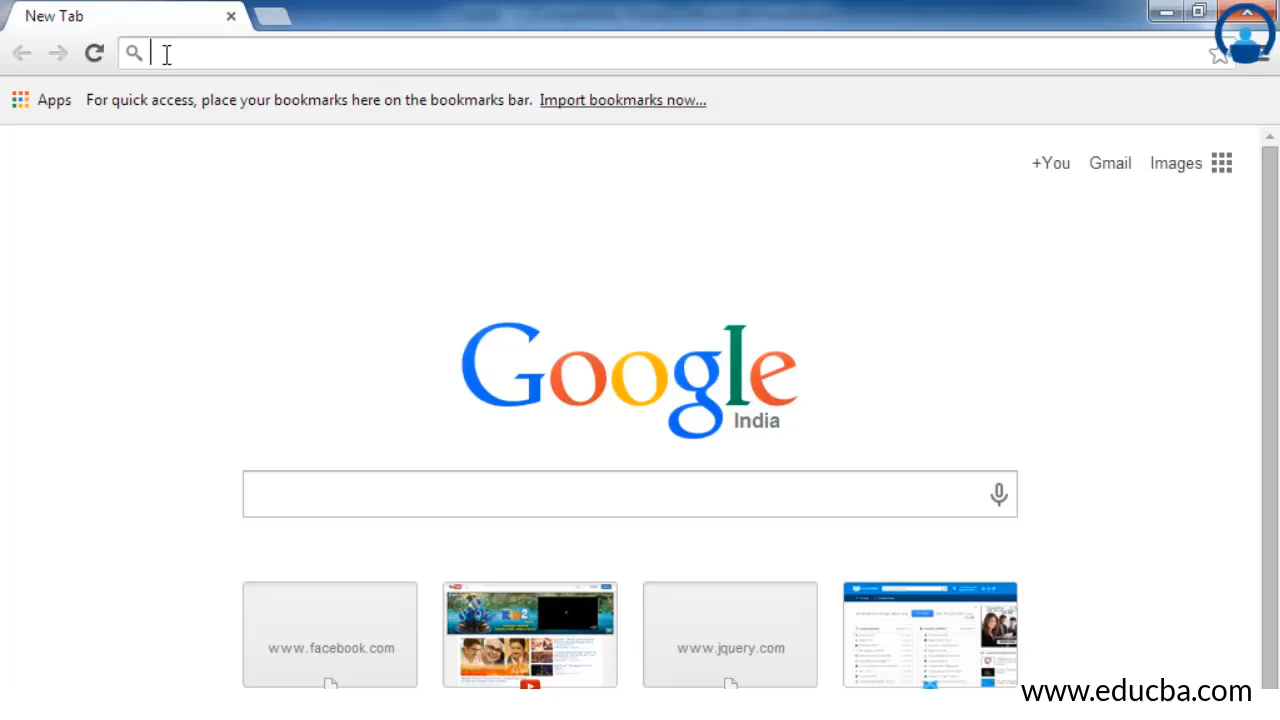 New Tab
Apps For quick access, place your bookmarks here on the bookmarks bar. Import bookmarks now...
+You Gmail Images
Google
India
www.facebook.com
www.jquery.com
www.educba.com